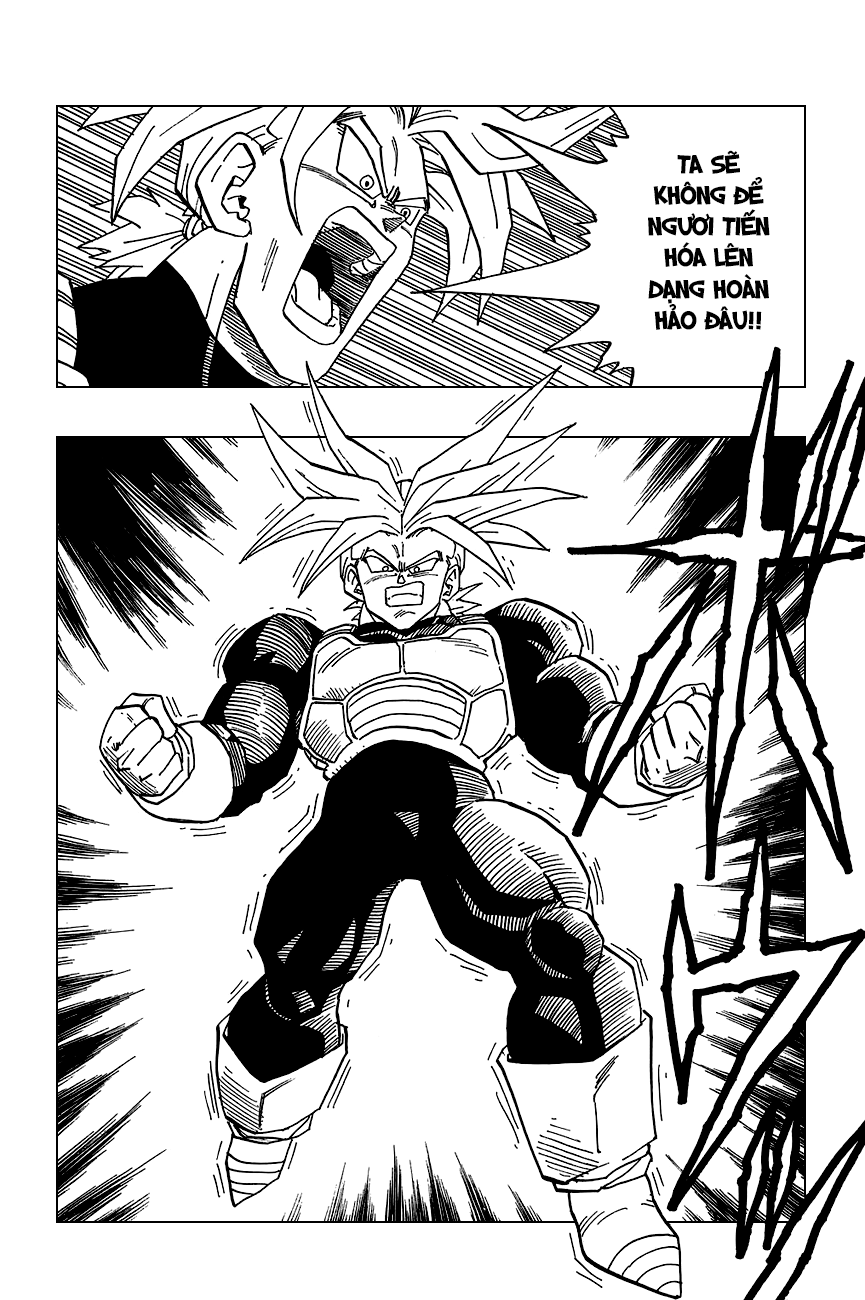 TA SẼ
KHÔNG ĐỂ
NGƯƠI TIẾN
HÓA LÊN
DẠNG HOÀN
HẢO ĐÂU!!